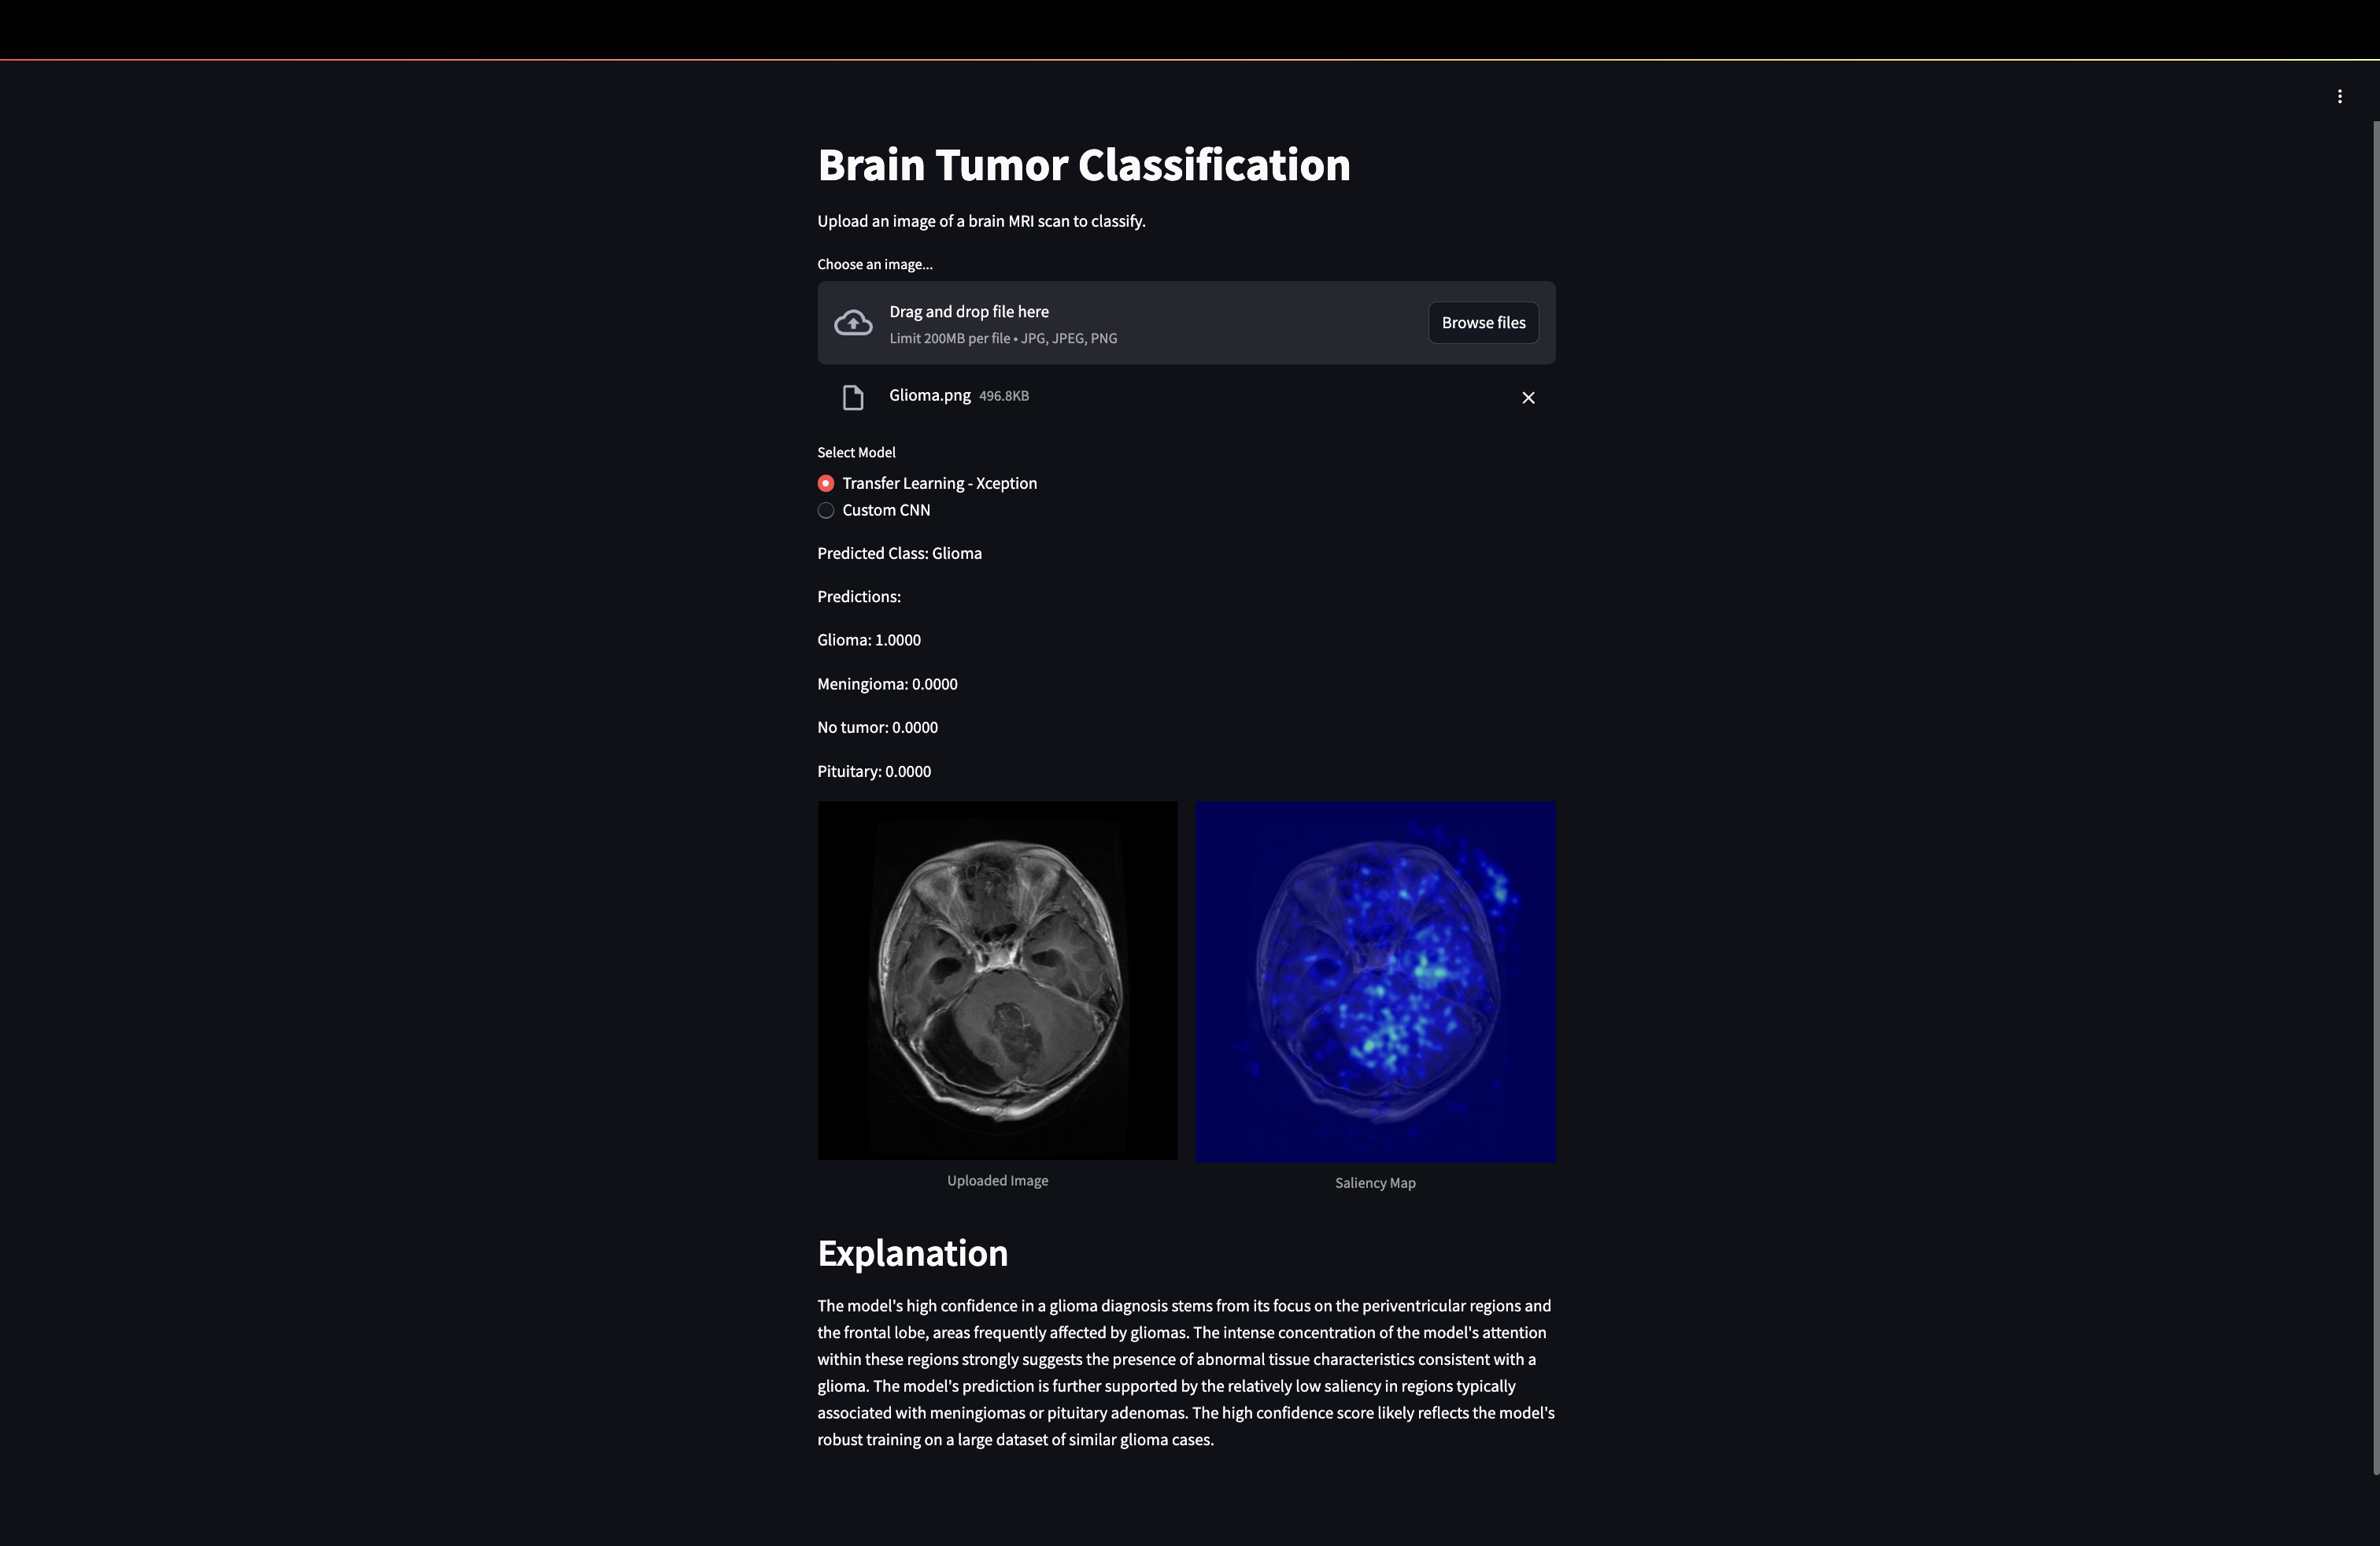 Brain Tumor Classification
Upload an image of a brain MRI scan to classify.
Choose an image...
Drag and drop file here
Limit 200MB per file • JPG, JPEG, PNG
Browse files
Glioma.png 496.8KB
Select Model
Transfer Learning - Xception
Custom CNN
Predicted Class: Glioma
Predictions:
Glioma: 1.0000
Meningioma: 0.0000
No tumor: 0.0000
Pituitary: 0.0000
Uploaded Image
Saliency Map
Explanation
The model's high confidence in a glioma diagnosis stems from its focus on the periventricular regions and
the frontal lobe, areas frequently affected by gliomas. The intense concentration of the model's attention
within these regions strongly suggests the presence of abnormal tissue characteristics consistent with a
glioma. The model's prediction is further supported by the relatively low saliency in regions typically
associated with meningiomas or pituitary adenomas. The high confidence score likely reflects the model's
robust training on a large dataset of similar glioma cases.